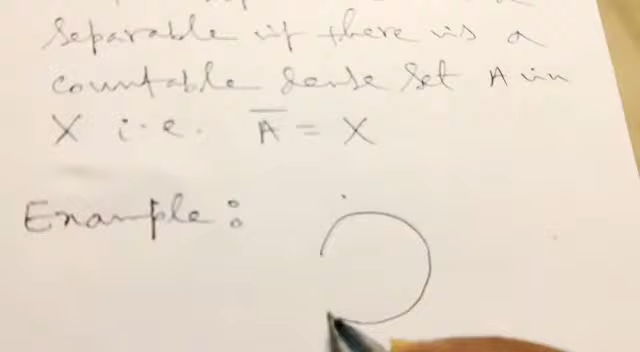 separable if there is a
countable dense set A in
X i.e. A̅ = X
Example: